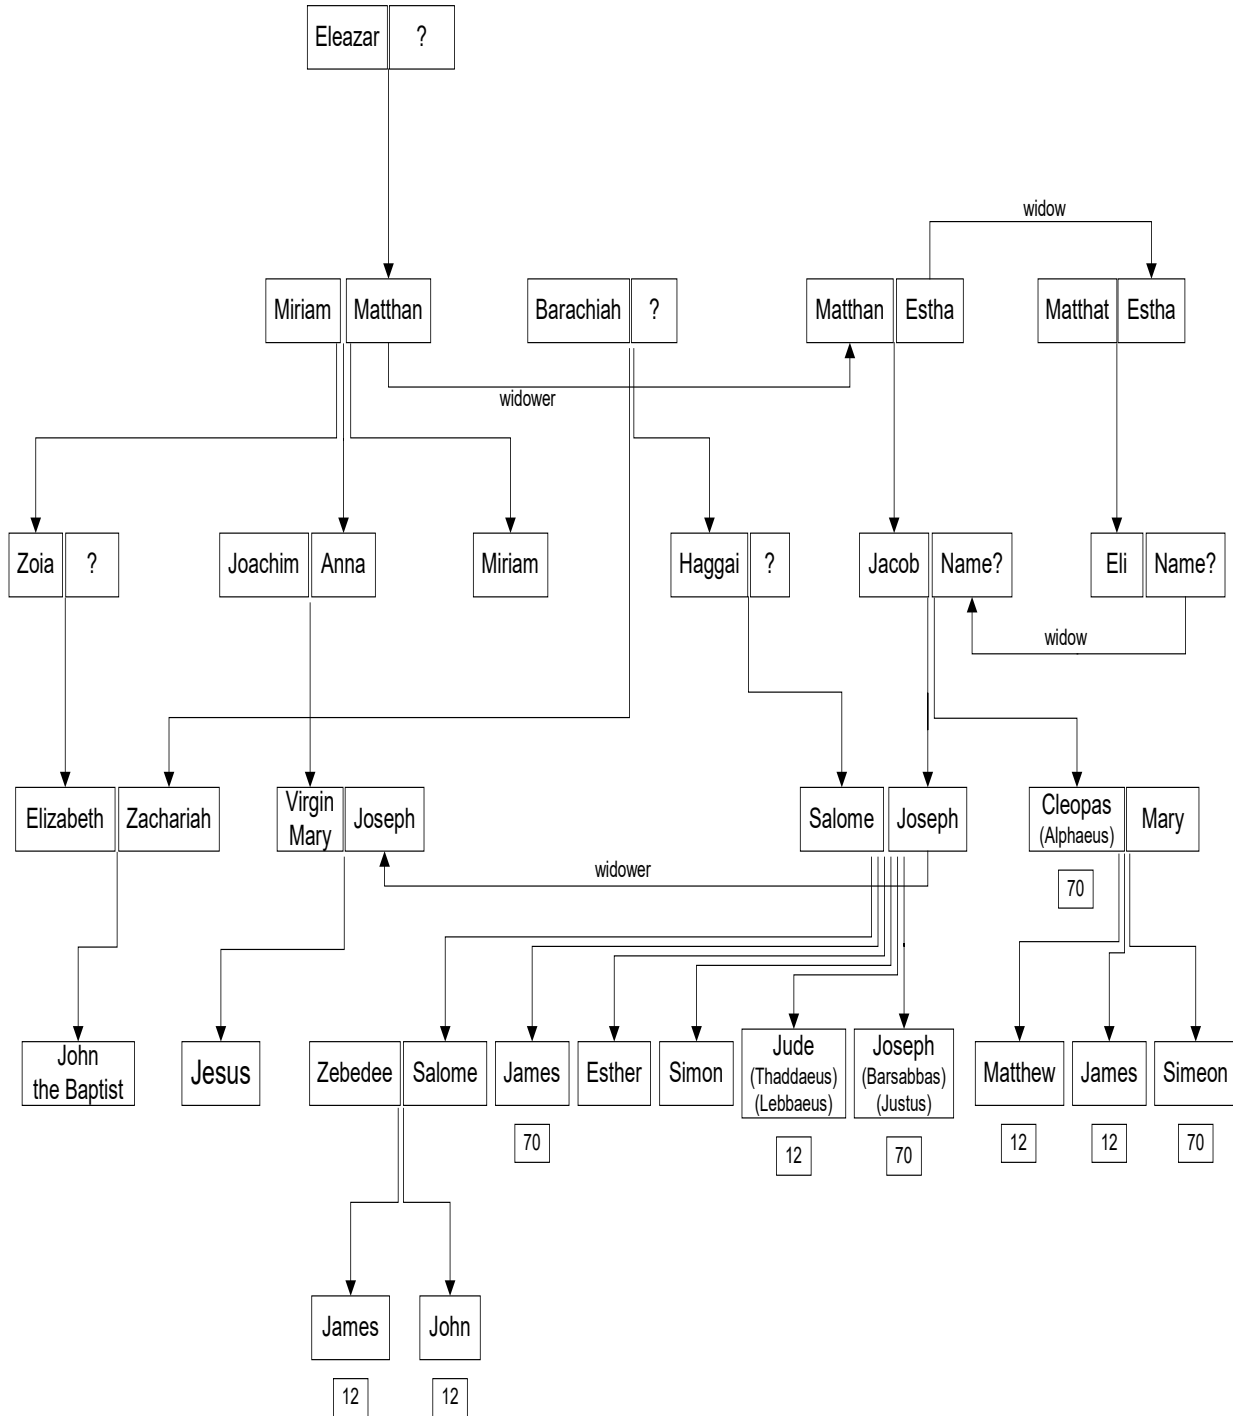 Eleazar ?
widow
Miriam Matthan Barachiah ? Matthan Estha Matthat Estha
widower
Zoia ? Joachim Anna Miriam Haggai ? Jacob Name? Eli Name?
widow
Elizabeth Zachariah Virgin Mary Joseph Salome Joseph Cleopas (Alphaeus) Mary
widower
70
John the Baptist Jesus Zebedee Salome James Esther Simon Jude (Thaddaeus) (Lebbaeus) Joseph (Barsabbas) (Justus) Matthew James Simeon
70 12 70 12 12 70
James John
12 12